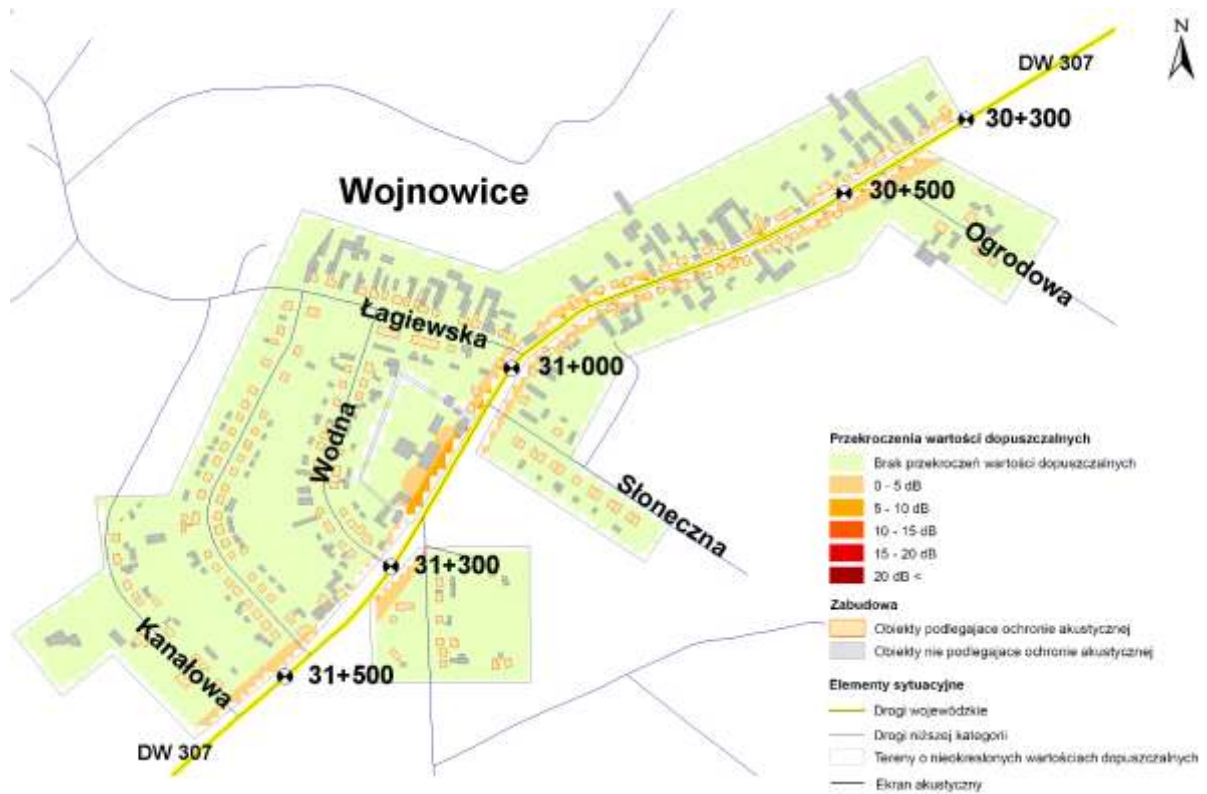 N
DW 307
30+300
Wojnowice
30+500
Ogrodowa
Łagiewska
31+000
Wodna
Słoneczna
31+300
Kanałowa
31+500
DW 307
Przekroczenia wartości dopuszczalnych
Brak przekroczeń wartości dopuszczalnych
0 - 5 dB
5 - 10 dB
10 - 15 dB
15 - 20 dB
20 dB <
Zabudowa
Obiekty podlegajace ochronie akustycznej
Obiekty nie podlegajace ochronie akustycznej
Elementy sytuacyjne
Drogi wojewódzkie
Drogi niższej kategorii
Tereny o nieokreslonych wartościach dopuszczalnych
Ekran akustyczny